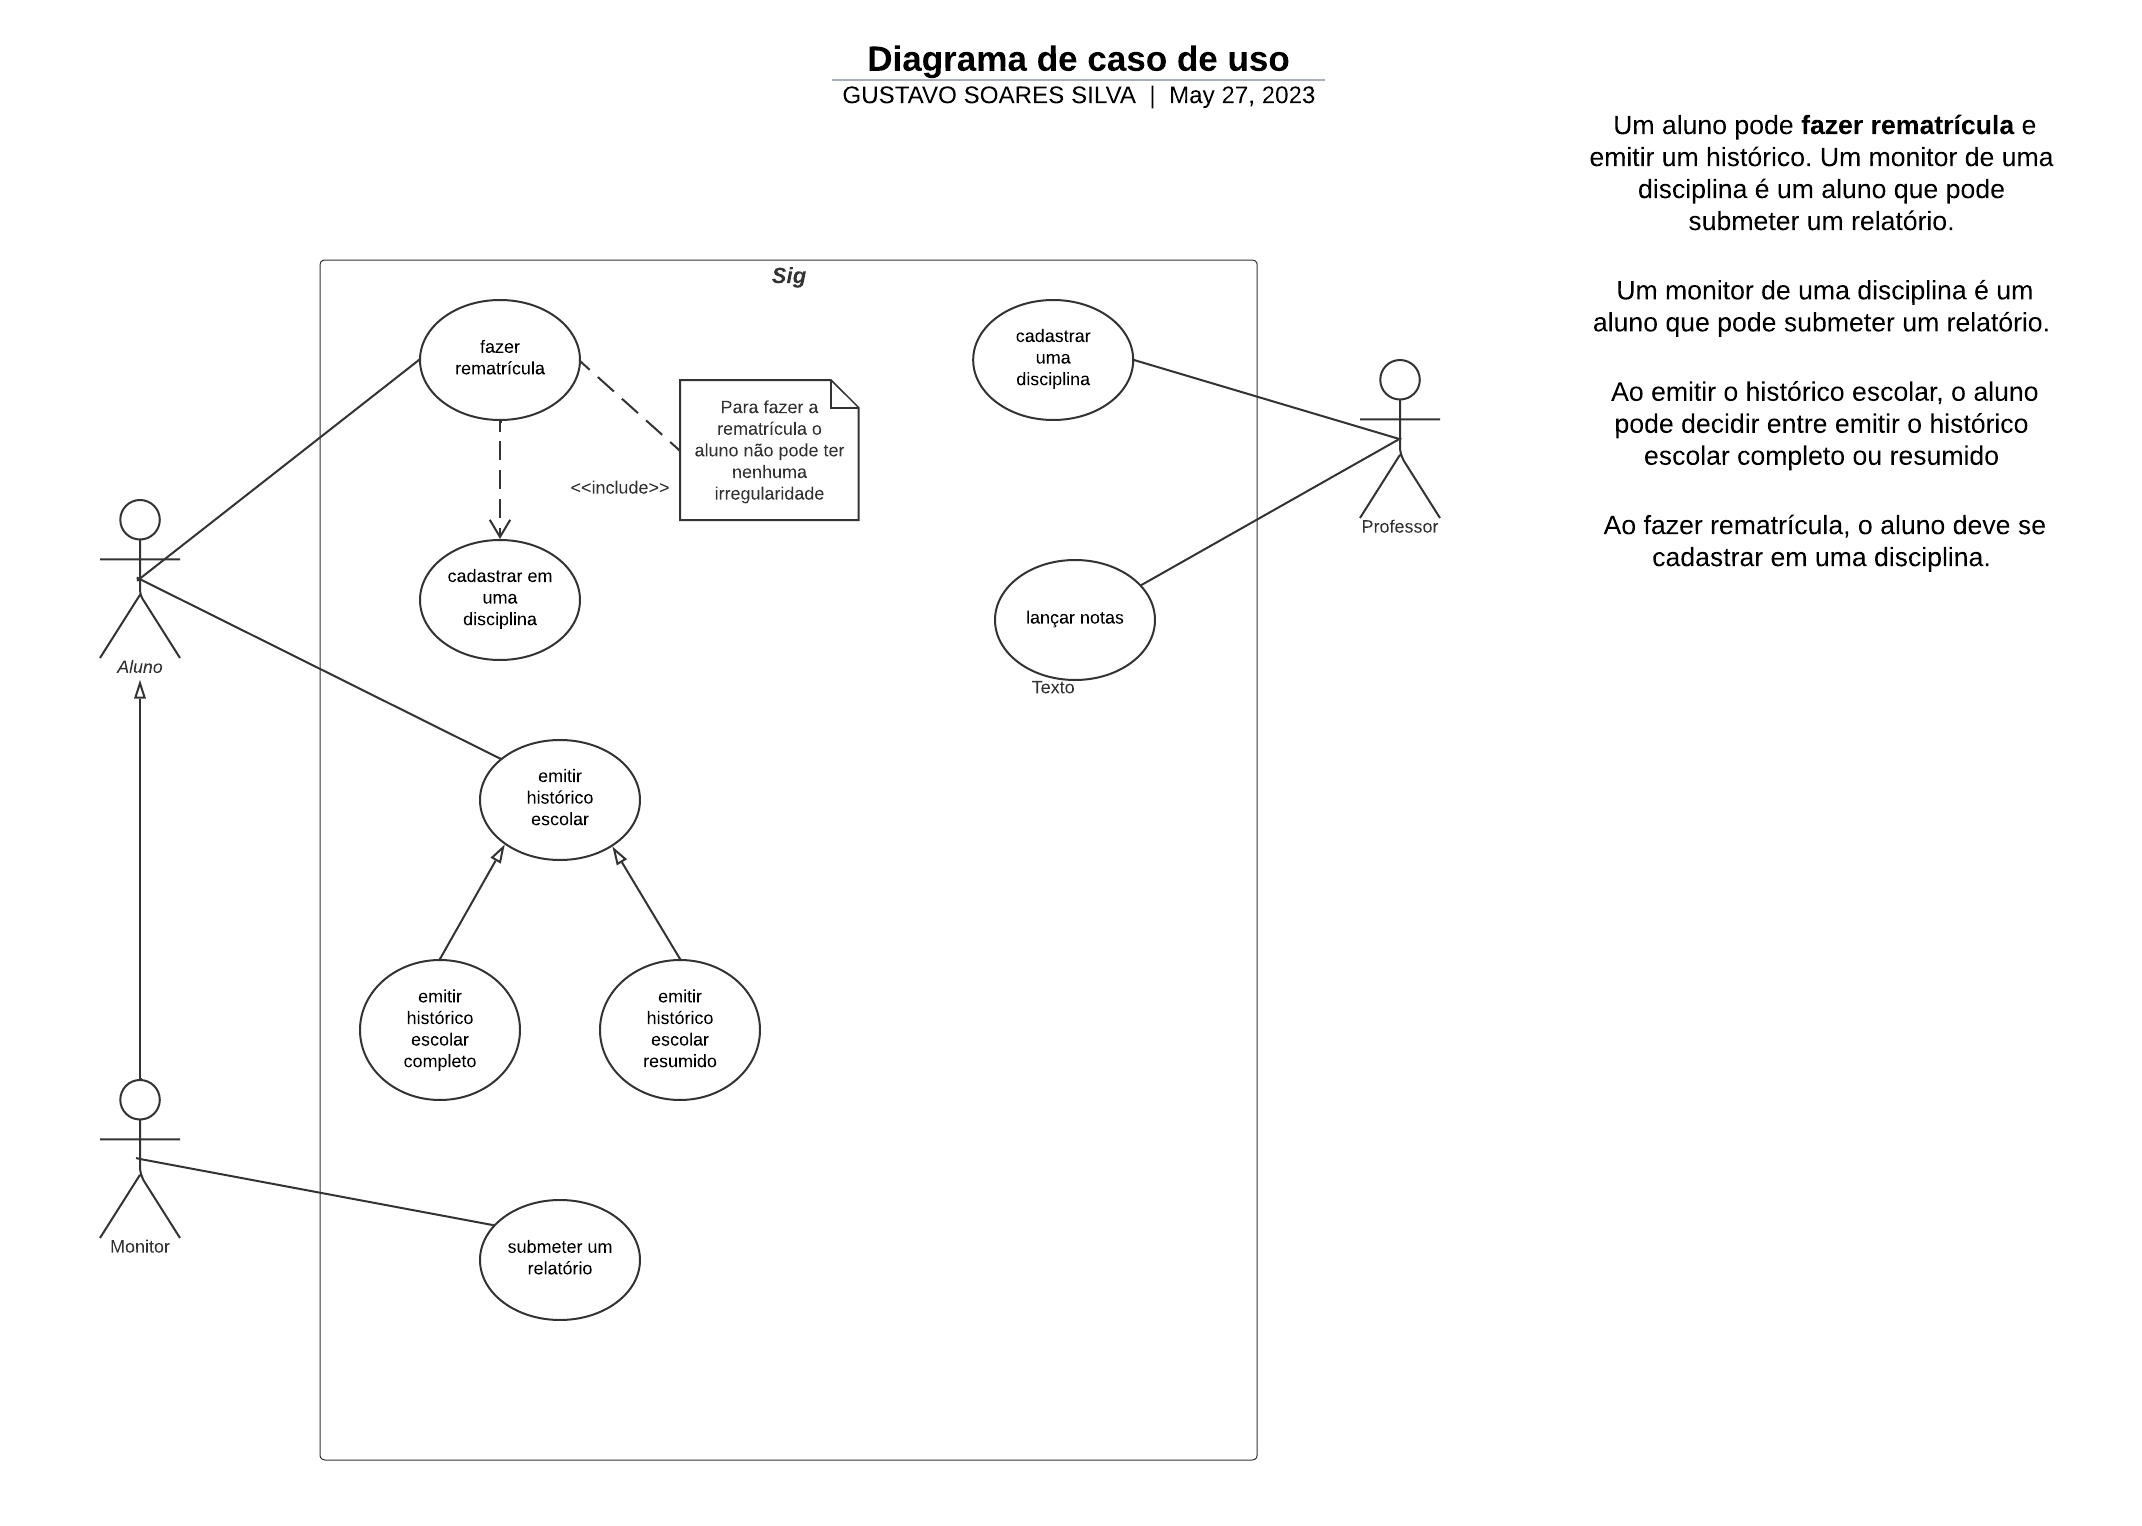 Diagrama de caso de uso
GUSTAVO SOARES SILVA | May 27, 2023
Um aluno pode fazer rematrícula e
emitir um histórico. Um monitor de uma
disciplina é um aluno que pode
submeter um relatório.
Um monitor de uma disciplina é um
aluno que pode submeter um relatório.
Ao emitir o histórico escolar, o aluno
pode decidir entre emitir o histórico
escolar completo ou resumido
Ao fazer rematrícula, o aluno deve se
cadastrar em uma disciplina.
Sig
fazer
rematrícula
cadastrar
uma
disciplina
Para fazer a
rematrícula o
aluno não pode ter
nenhuma
irregularidade
<<include>>
Professor
cadastrar em
uma
disciplina
lançar notas
Texto
Aluno
emitir
histórico
escolar
emitir
histórico
escolar
completo
emitir
histórico
escolar
resumido
Monitor
submeter um
relatório